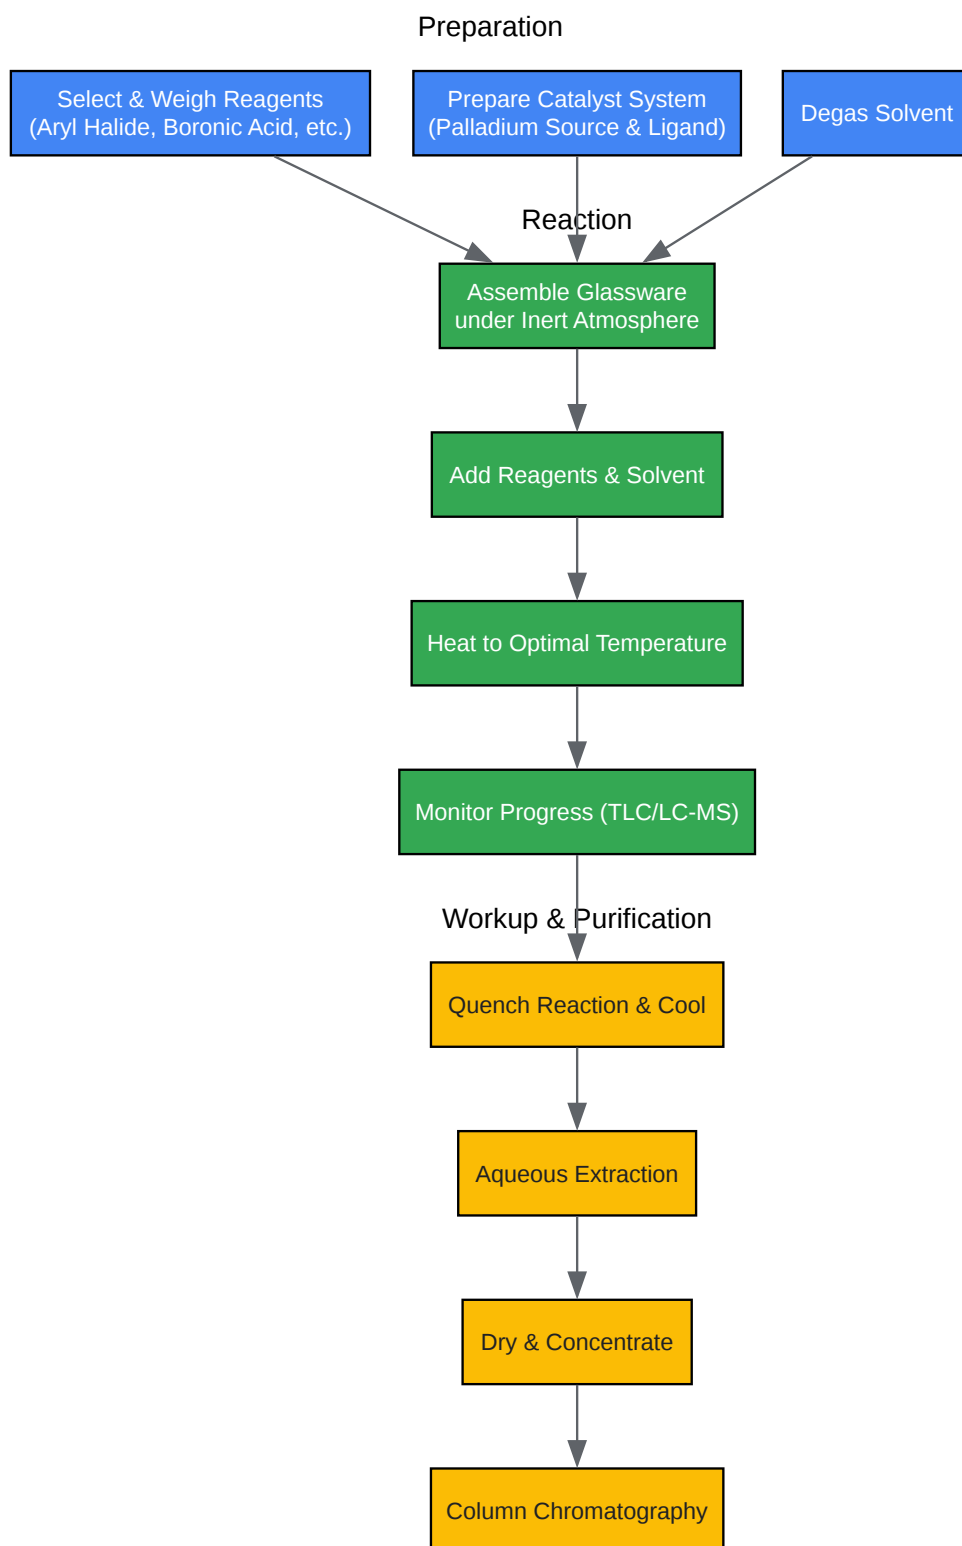 Preparation
Select & Weigh Reagents
(Aryl Halide, Boronic Acid, etc.)
Prepare Catalyst System
(Palladium Source & Ligand)
Degas Solvent
Reaction
Assemble Glassware
under Inert Atmosphere
Add Reagents & Solvent
Heat to Optimal Temperature
Monitor Progress (TLC/LC-MS)
Workup & Purification
Quench Reaction & Cool
Aqueous Extraction
Dry & Concentrate
Column Chromatography